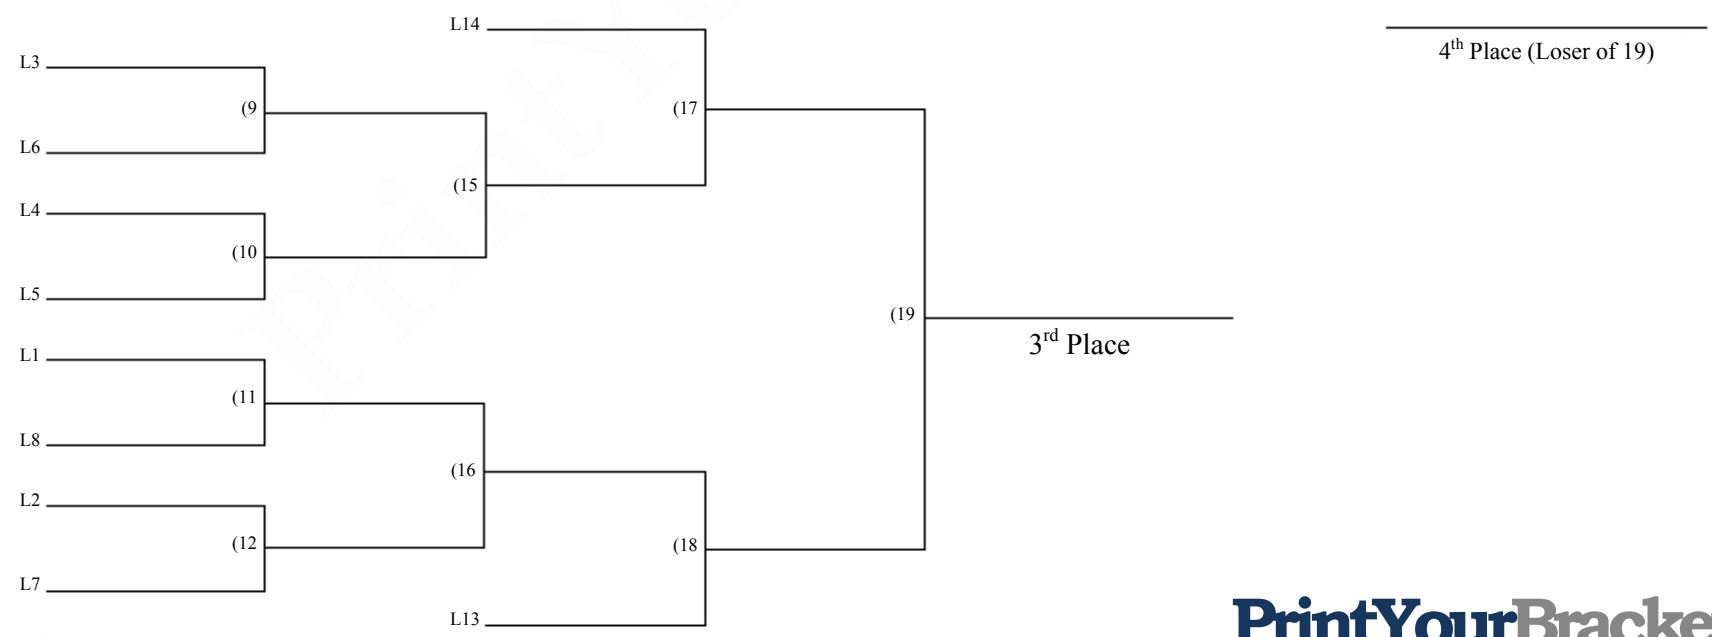 L14
4th Place (Loser of 19)
L3
(9
(17
L6
(15
L4
(10
L5
(19
3rd Place
L1
(11
L8
(16
L2
(12
(18
L7
L13
PrintYourBracke